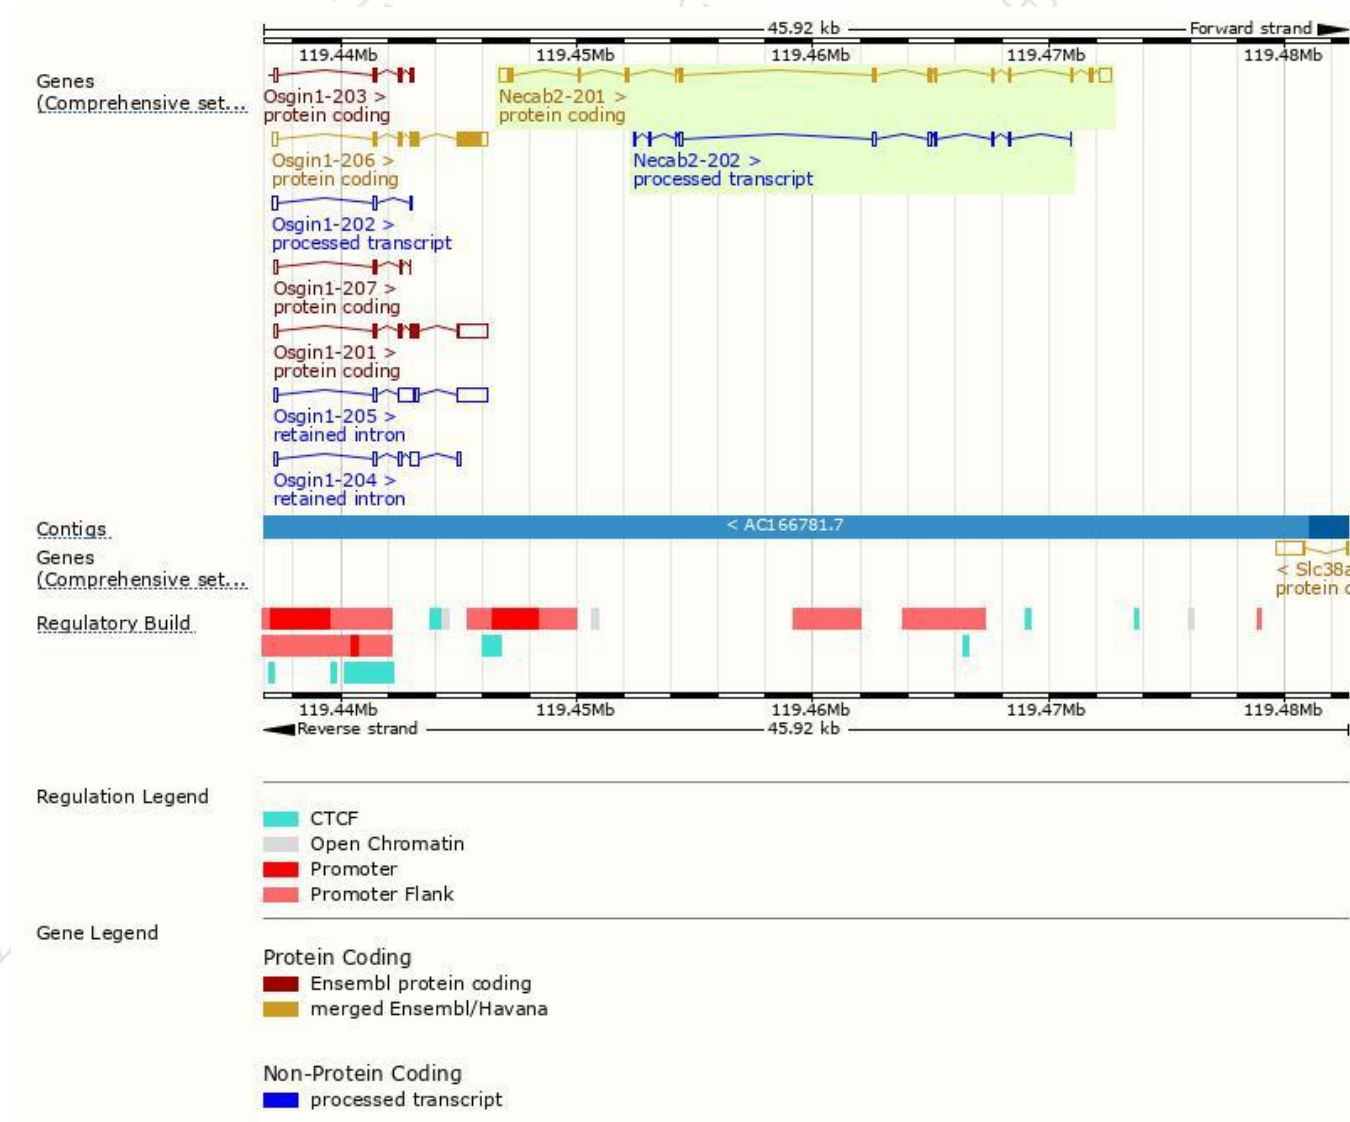 45.92 kb
Forward strand
119.44Mb 119.45Mb 119.46Mb 119.47Mb 119.48Mb
Genes
(Comprehensive set...
Osgin1-203 >
protein coding
Necab2-201 >
protein coding
Osgin1-206 >
protein coding
Necab2-202 >
processed transcript
Osgin1-202 >
processed transcript
Osgin1-207 >
protein coding
Osgin1-201 >
protein coding
Osgin1-205 >
retained intron
Osgin1-204 >
retained intron
Contigs
< AC166781.7
Genes
(Comprehensive set...
< Slc38a
protein c
Regulatory Build
119.44Mb 119.45Mb 119.46Mb 119.47Mb 119.48Mb
Reverse strand
45.92 kb
Regulation Legend
CTCF
Open Chromatin
Promoter
Promoter Flank
Gene Legend
Protein Coding
Ensembl protein coding
merged Ensembl/Havana
Non-Protein Coding
processed transcript